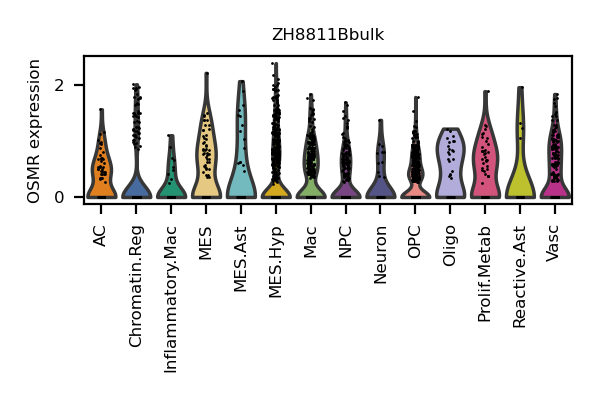 ZH8811Bbulk
OSMR expression
2
0
AC
Chromatin.Reg
Inflammatory.Mac
MES
MES.Ast
MES.Hyp
Mac
NPC
Neuron
OPC
Oligo
Prolif.Metab
Reactive.Ast
Vasc